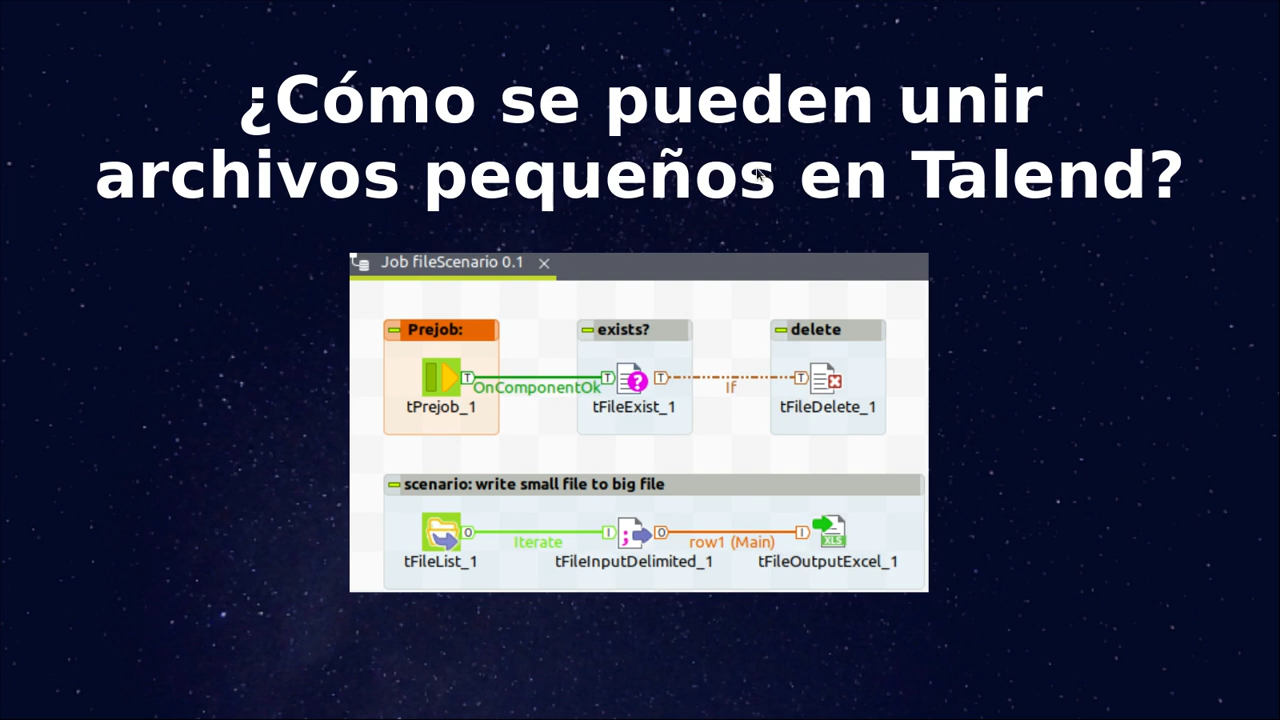 ¿Cómo se pueden unir
archivos pequeños en Talend?
Job fileScenario 0.1
Prejob:
exists?
delete
T
OnComponentOk
T
?
T
If
T
tPrejob_1
tFileExist_1
tFileDelete_1
scenario: write small file to big file
O
Iterate
I
;
O
row1 (Main)
I
XLS
tFileList_1
tFileInputDelimited_1
tFileOutputExcel_1